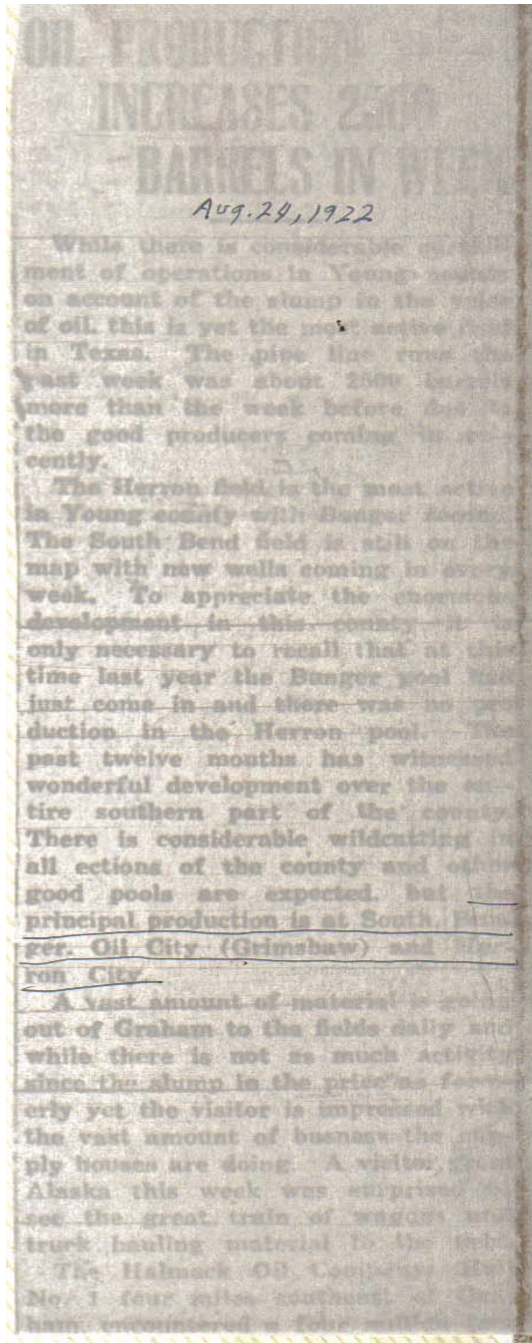 OIL PRODUCTION
INCREASES 2500
BARRELS IN WEEK
Aug. 24, 1922
While there is considerable
ment of operations in Young county
on account of the slump in the
of oil, this is yet the most active
in Texas. The pipe line runs the
past week was about 2500 barrels
more than the week before due to
the good producers coming in re-
cently.
The Herron field is the most active
in Young county with Bunger
The South Bend field is still on the
map with new wells coming in every
week. To appreciate the enormous
development in this county it is
only necessary to recall that at this
time last year the Bunger pool had
just come in and there was no pro-
duction in the Herron pool. The
past twelve months has witnessed
wonderful development over the en-
tire southern part of the county.
There is considerable wildcatting in
all ections of the county and other
good pools are expected, but the
principal production is at South
ger, Oil City (Grimshaw) and Her-
ron City.
A vast amount of material is going
out of Graham to the fields daily and
while there is not as much activity
since the slump in the price as form-
erly yet the visitor is impressed with
the vast amount of busness the sup-
ply houses are doing. A visitor from
Alaska this week was surprised to
see the great train of wagons and
truck hauling material to the
The Halmack Oil Company
No. 1 four miles southeast of Gra-
ham encountered a four million